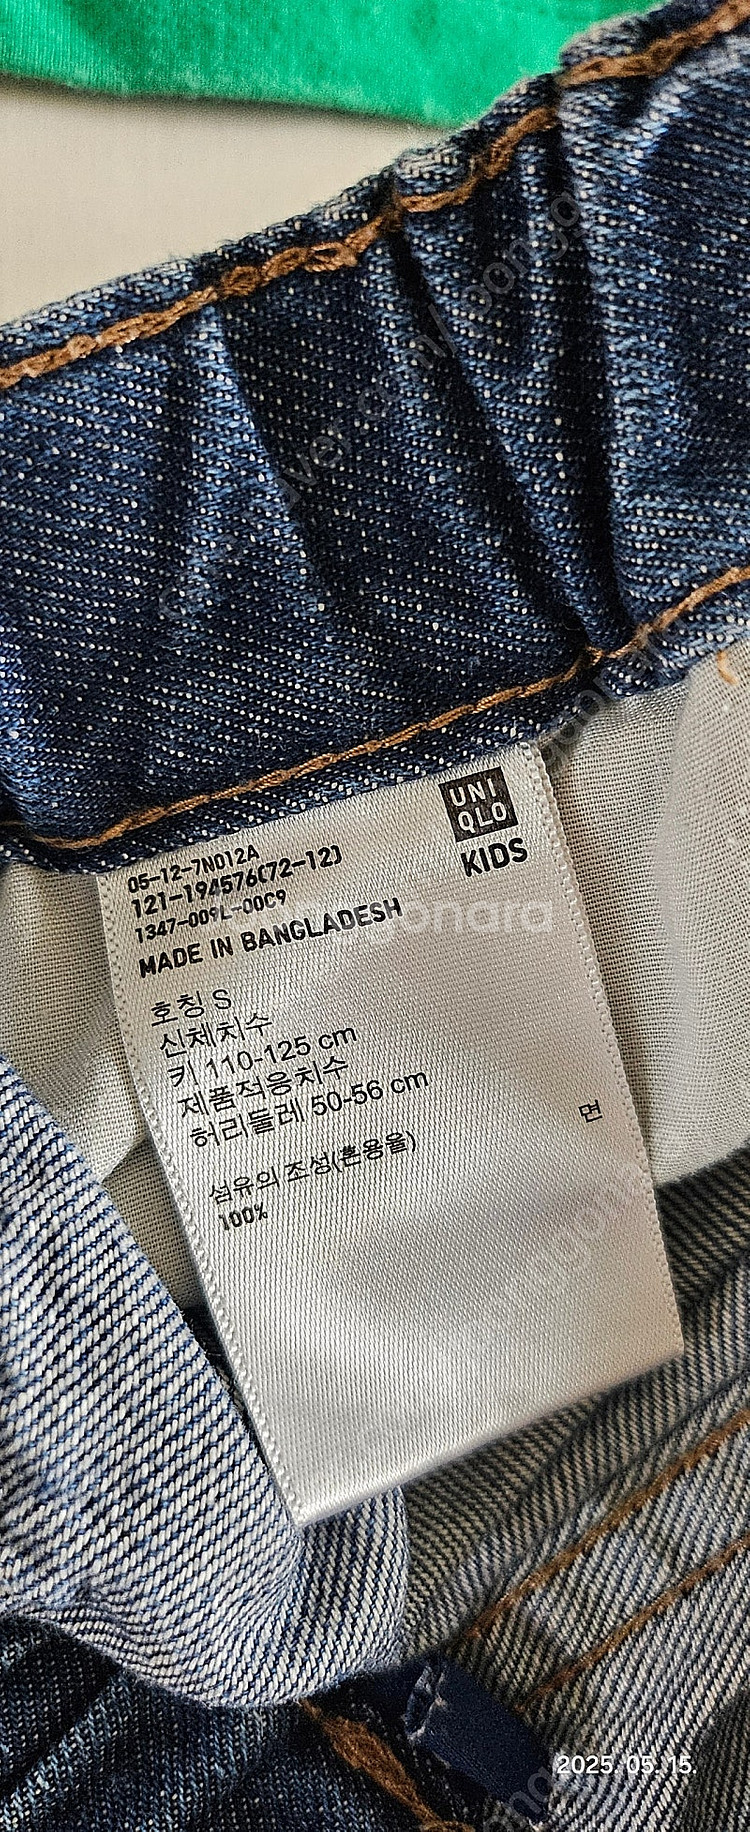 UNI
QLO
KIDS
05-12-7N012A
121-194576(72-12)
1347-009L-00C9
MADE IN BANGLADESH
호칭 S
신체치수
키 110-125 cm
제품적응치수
허리둘레 50-56 cm
섬유의 조성(혼용율)
면
100%
2025. 05. 15.